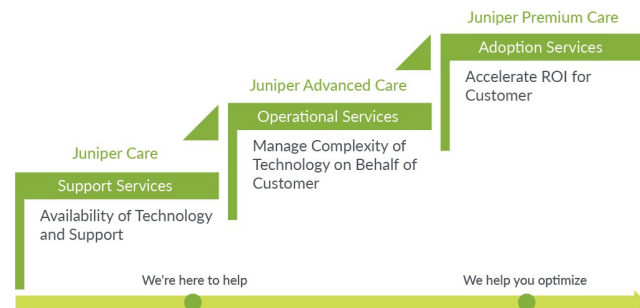 Juniper Premium Care
Adoption Services
Accelerate ROI for
Customer
Juniper Advanced Care
Operational Services
Manage Complexity of
Technology on Behalf of
Customer
Juniper Care
Support Services
Availability of Technology
and Support
We're here to help
We help you optimize